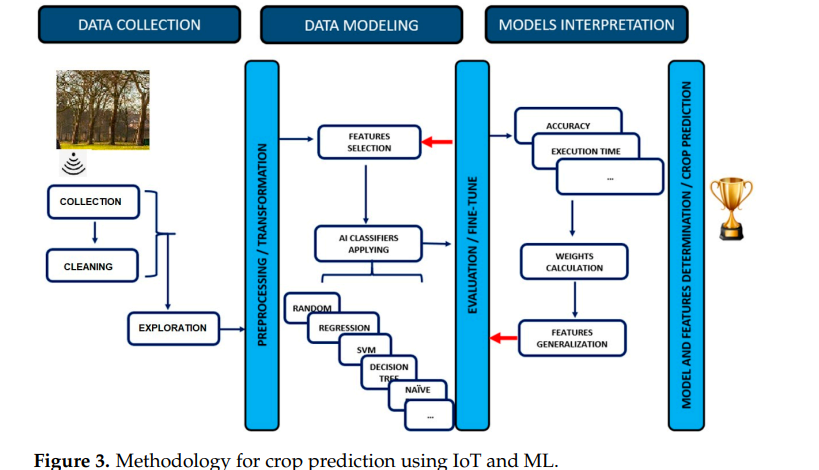 DATA COLLECTION
DATA MODELING
MODELS INTERPRETATION
COLLECTION
CLEANING
EXPLORATION
PREPROCESSING / TRANSFORMATION
FEATURES
SELECTION
AI CLASSIFIERS
APPLYING
RANDOM
REGRESSION
SVM
DECISION
TREE
NAÏVE
...
EVALUATION / FINE-TUNE
ACCURACY
EXECUTION TIME
...
WEIGHTS
CALCULATION
FEATURES
GENERALIZATION
MODEL AND FEATURES DETERMINATION / CROP PREDICTION
Figure 3. Methodology for crop prediction using IoT and ML.